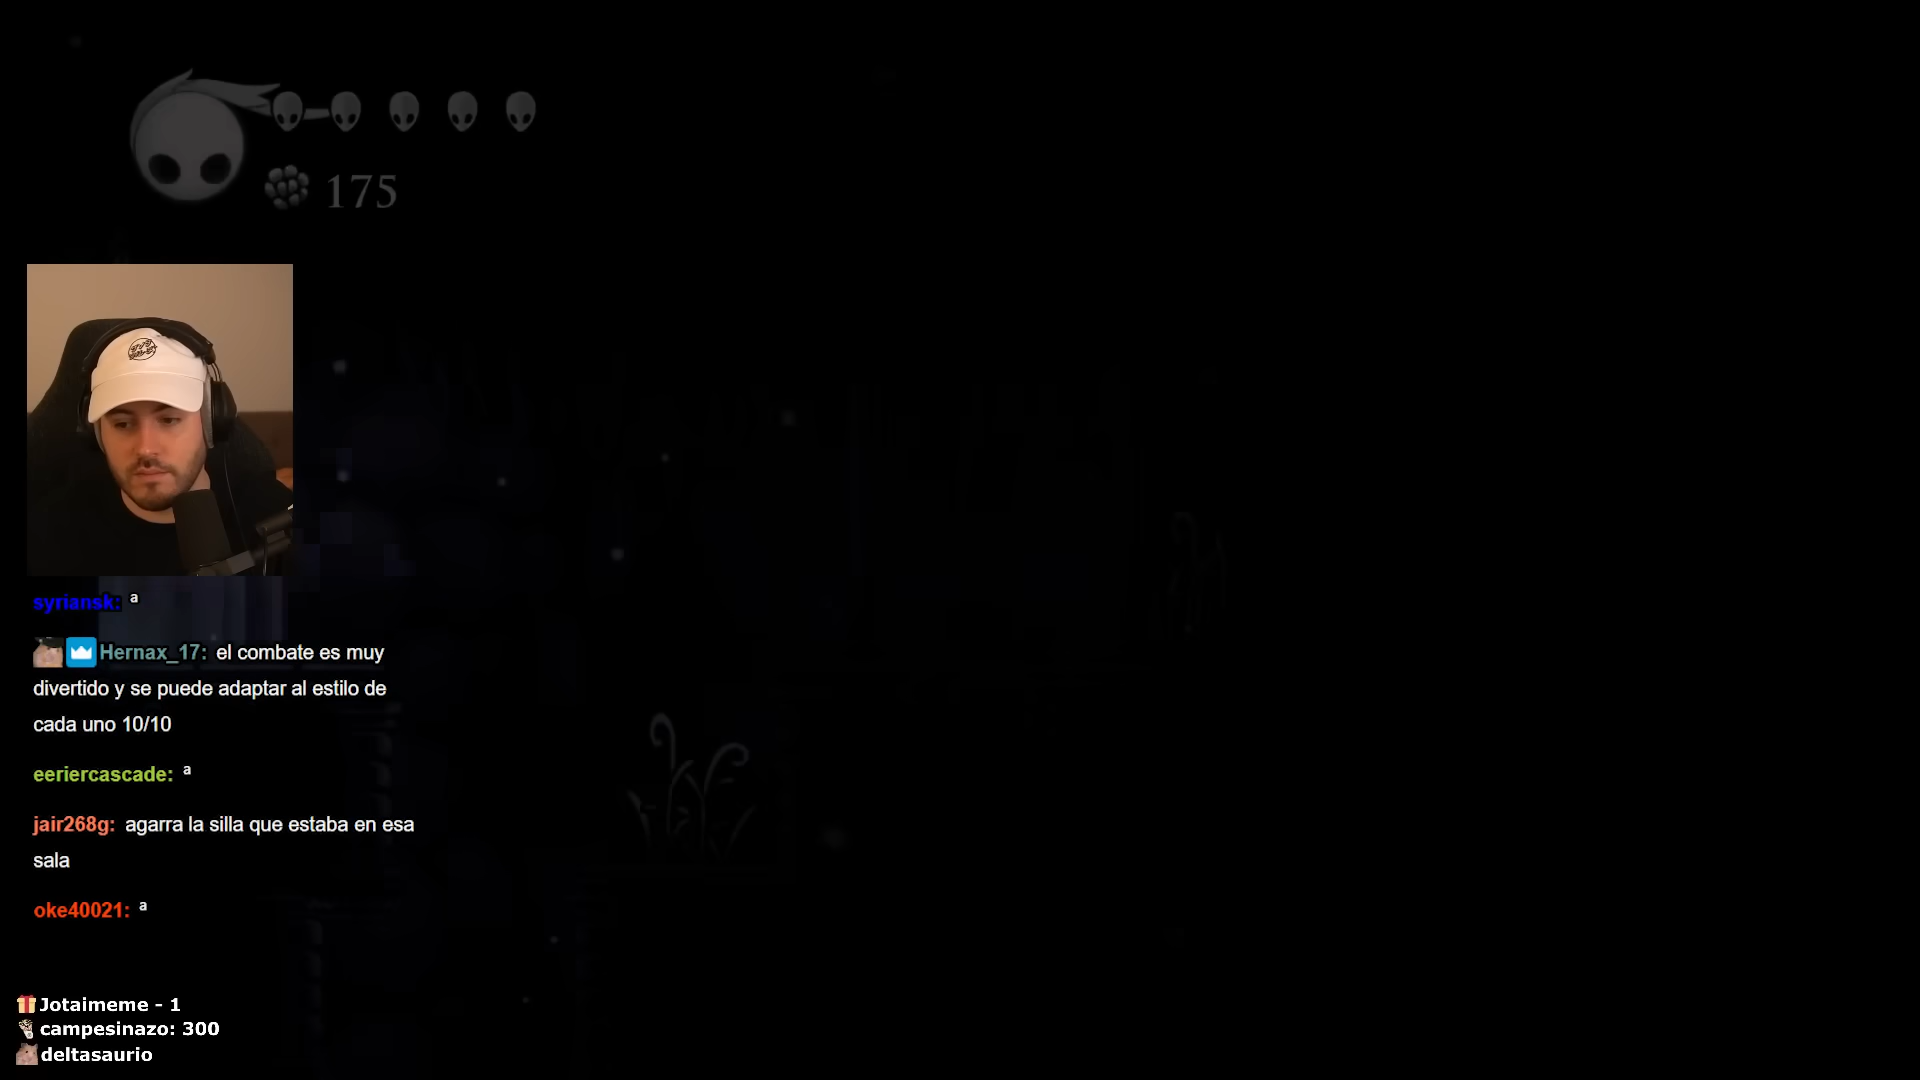 175
syriansk: a
Hernax_17: el combate es muy
divertido y se puede adaptar al estilo de
cada uno 10/10
eeriercascade: a
jair268g: agarra la silla que estaba en esa
sala
oke40021: a
Jotaimeme - 1
campesinazo: 300
deltasaurio